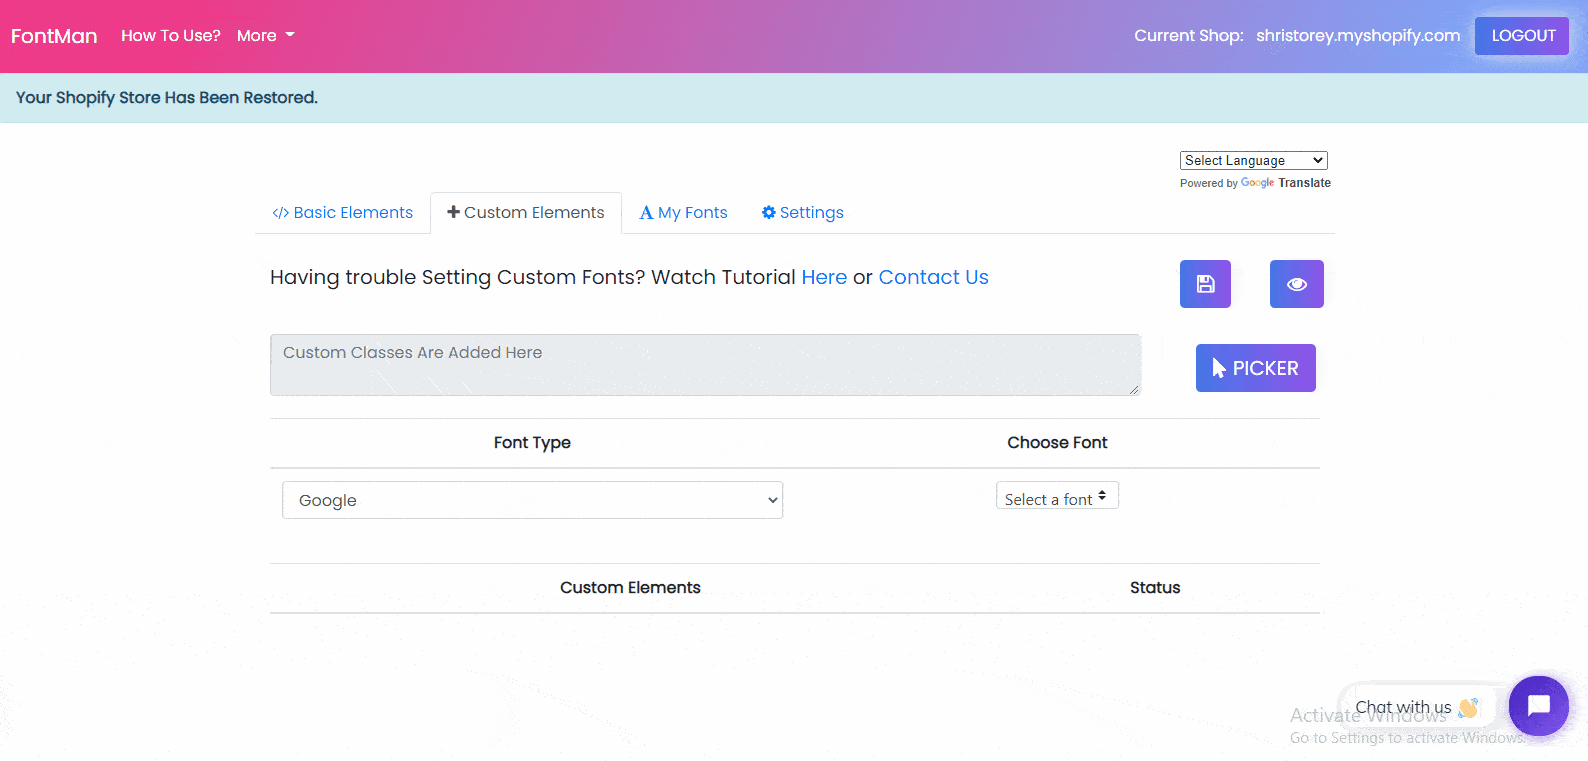 FontMan How To Use? More Current Shop: shristorey.myshopify.com LOGOUT
Your Shopify Store Has Been Restored.
Select Language
Powered by Google Translate
</> Basic Elements + Custom Elements A My Fonts Settings
Having trouble Setting Custom Fonts? Watch Tutorial Here or Contact Us
Custom Classes Are Added Here
PICKER
Font Type Choose Font
Google Select a font
Custom Elements Status
Chat with us 👋
Activate Windows
Go to Settings to activate Windows.